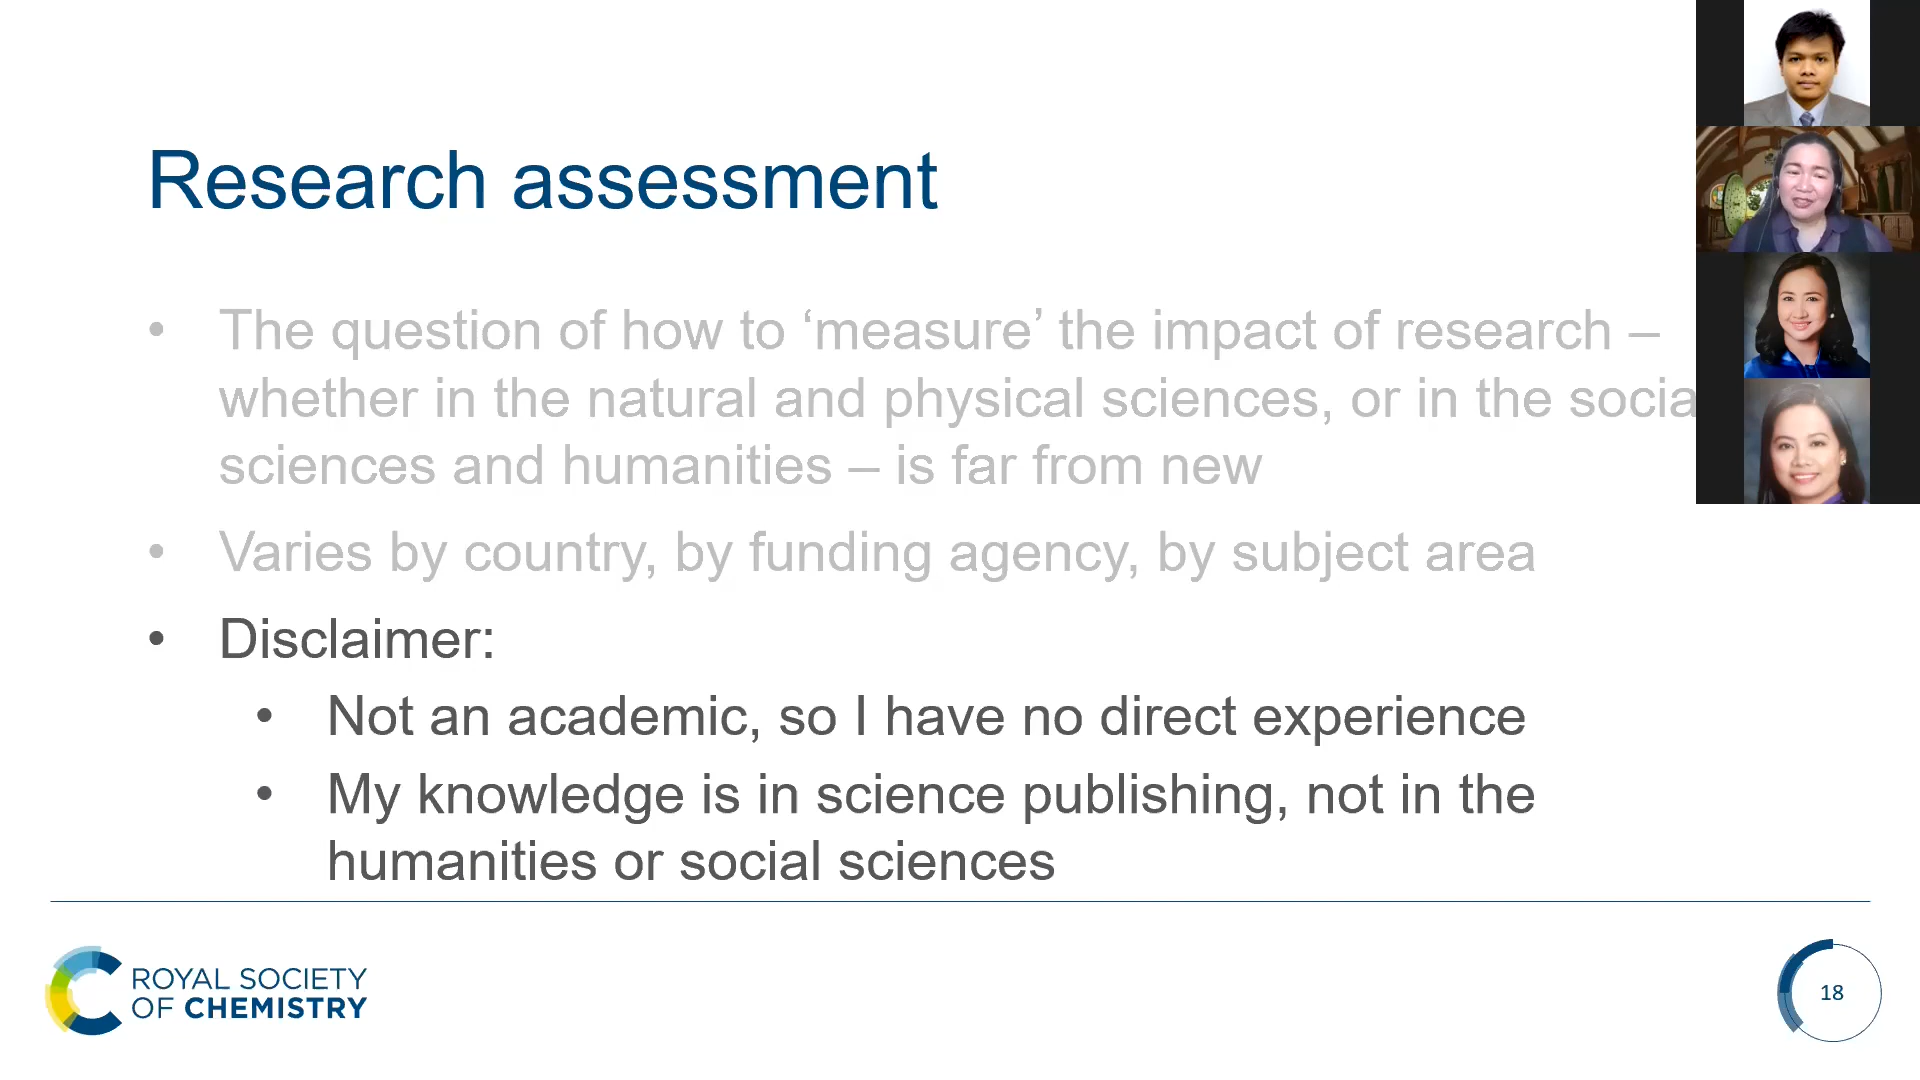 Research assessment
• The question of how to ‘measure’ the impact of research –
whether in the natural and physical sciences, or in the socia
sciences and humanities – is far from new
• Varies by country, by funding agency, by subject area
• Disclaimer:
• Not an academic, so I have no direct experience
• My knowledge is in science publishing, not in the
humanities or social sciences
ROYAL SOCIETY
OF CHEMISTRY
18